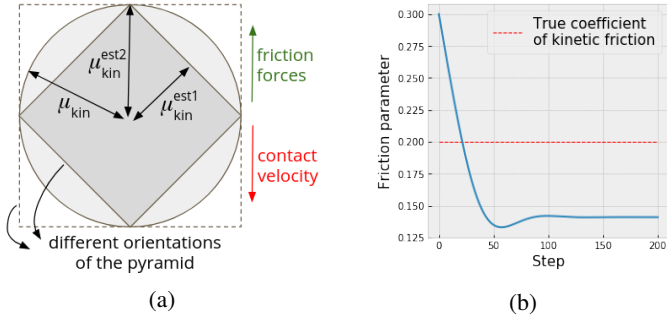 μ_kin^est2
μ_kin
μ_kin^est1
friction
forces
contact
velocity
different orientations
of the pyramid
(a)
True coefficient
of kinetic friction
Friction parameter
0.300
0.275
0.250
0.225
0.200
0.175
0.150
0.125
0
50
100
150
200
Step
(b)